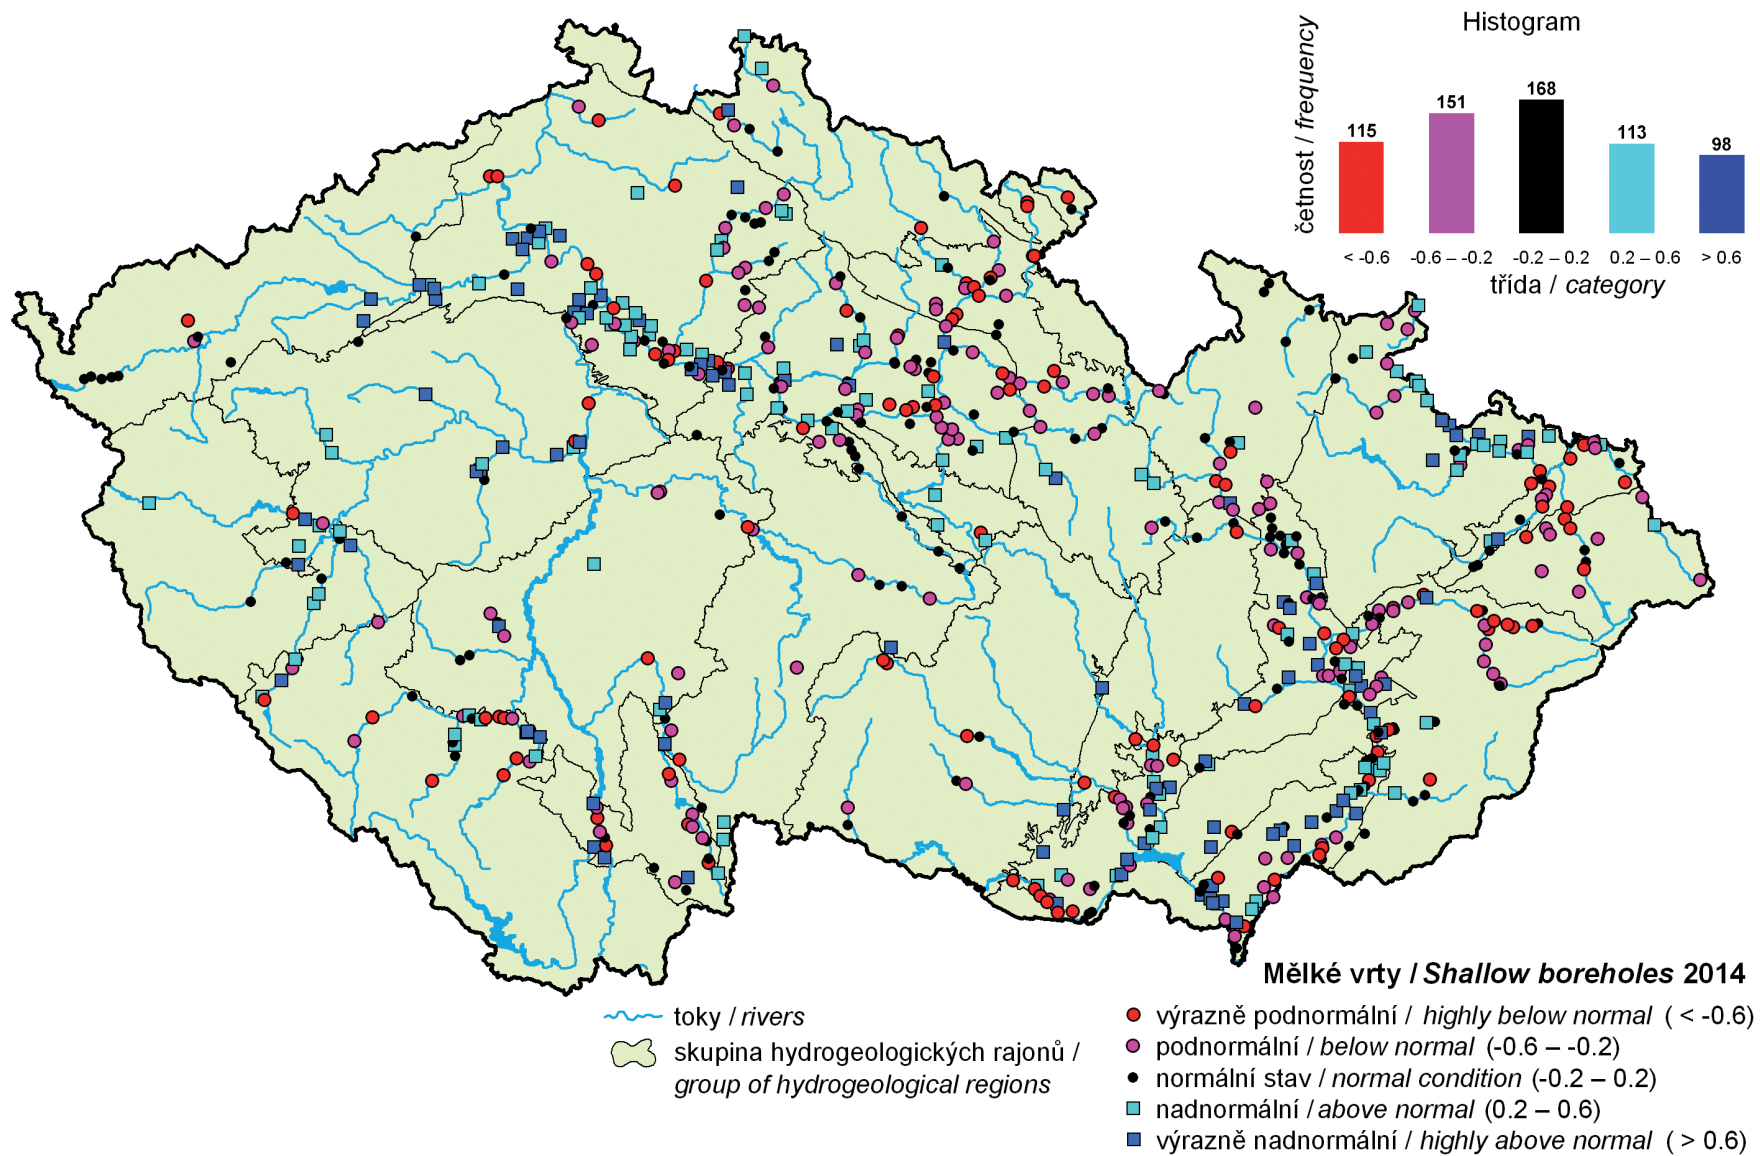 Histogram
četnost / frequency
115
151
168
113
98
< -0.6
-0.6 – -0.2
-0.2 – 0.2
0.2 – 0.6
> 0.6
třída / category
Mělké vrty / Shallow boreholes 2014
toky / rivers
skupina hydrogeologických rajonů /
group of hydrogeological regions
výrazně podnormální / highly below normal ( < -0.6)
podnormální / below normal (-0.6 – -0.2)
normální stav / normal condition (-0.2 – 0.2)
nadnormální / above normal (0.2 – 0.6)
výrazně nadnormální / highly above normal ( > 0.6)